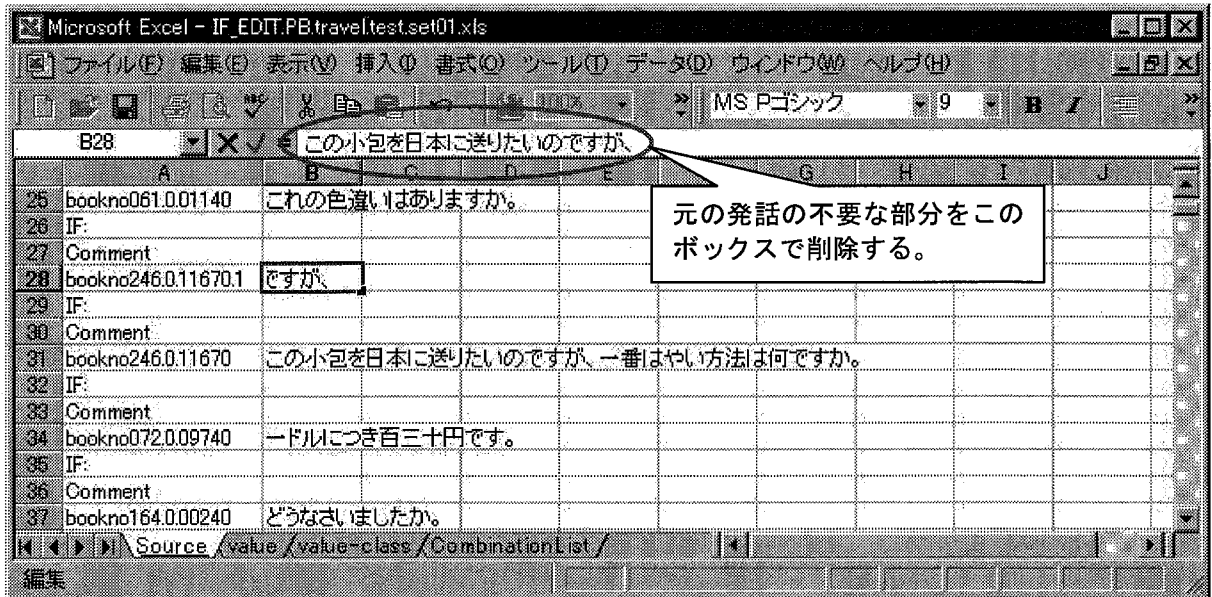 Microsoft Excel - IF_EDIT.PB.travel.test.set01.xls
ファイル(F) 編集(E) 表示(V) 挿入(I) 書式(O) ツール(T) データ(D) ウィンドウ(W) ヘルプ(H)
100% MS Pゴシック 9 B I
B28 = この小包を日本に送りたいのですが、
A B C D E G H I J
元の発話の不要な部分をこの
ボックスで削除する。
25 bookno061.0.01140 これの色違いはありますか。
26 IF:
27 Comment
28 bookno246.0.11670.1 ですが、
29 IF:
30 Comment
31 bookno246.0.11670 この小包を日本に送りたいのですが、一番はやい方法は何ですか。
32 IF:
33 Comment
34 bookno072.0.09740 一ドルにつき百三十円です。
35 IF:
36 Comment
37 bookno164.0.00240 どうなさいましたか。
Source / value / value-class / CombinationList /
編集